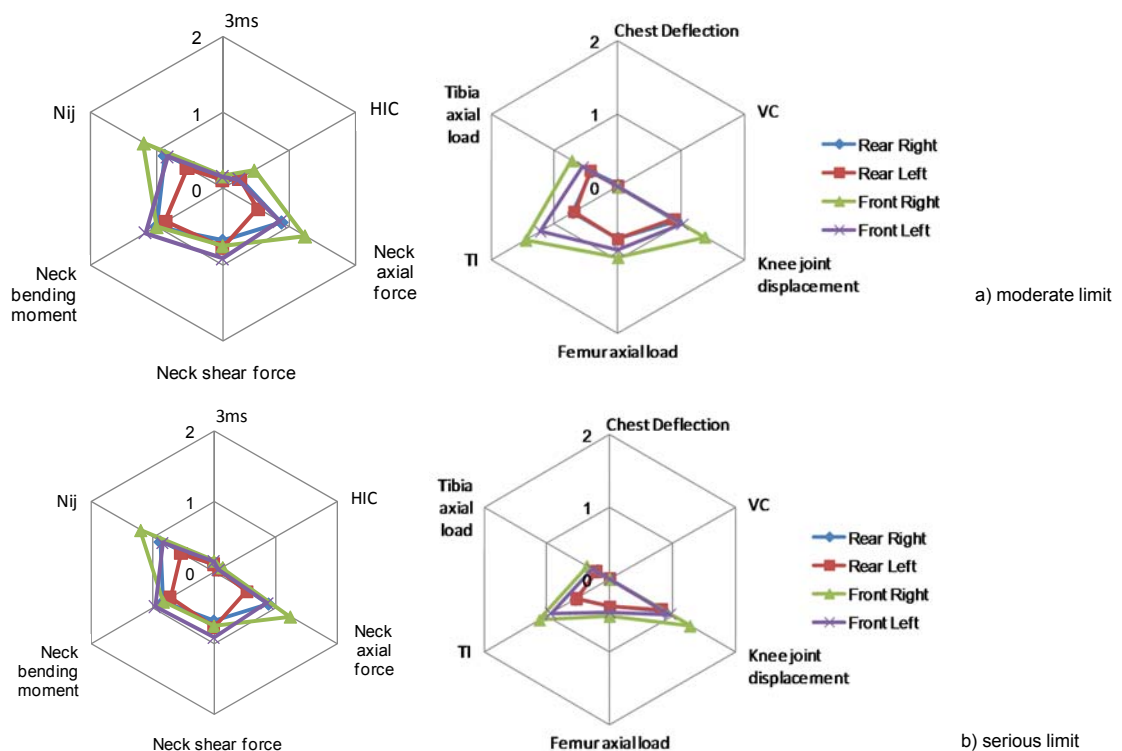 3ms
2
1
0
Nij
HIC
Neck
bending
moment
Neck
axial
force
Neck shear force
Chest Deflection
2
1
0
Tibia
axial
load
VC
TI
Knee joint
displacement
Femur axial load
Rear Right
Rear Left
Front Right
Front Left
a) moderate limit
3ms
2
1
0
Nij
HIC
Neck
bending
moment
Neck
axial
force
Neck shear force
Chest Deflection
2
1
0
Tibia
axial
load
VC
TI
Knee joint
displacement
Femur axial load
Rear Right
Rear Left
Front Right
Front Left
b) serious limit